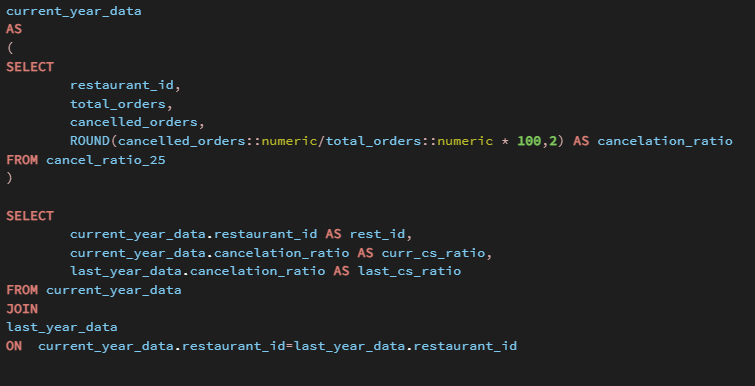 current_year_data
AS
(
SELECT
restaurant_id,
total_orders,
cancelled_orders,
ROUND(cancelled_orders::numeric/total_orders::numeric * 100,2) AS cancelation_ratio
FROM cancel_ratio_25
)
SELECT
current_year_data.restaurant_id AS rest_id,
current_year_data.cancelation_ratio AS curr_cs_ratio,
last_year_data.cancelation_ratio AS last_cs_ratio
FROM current_year_data
JOIN
last_year_data
ON current_year_data.restaurant_id=last_year_data.restaurant_id